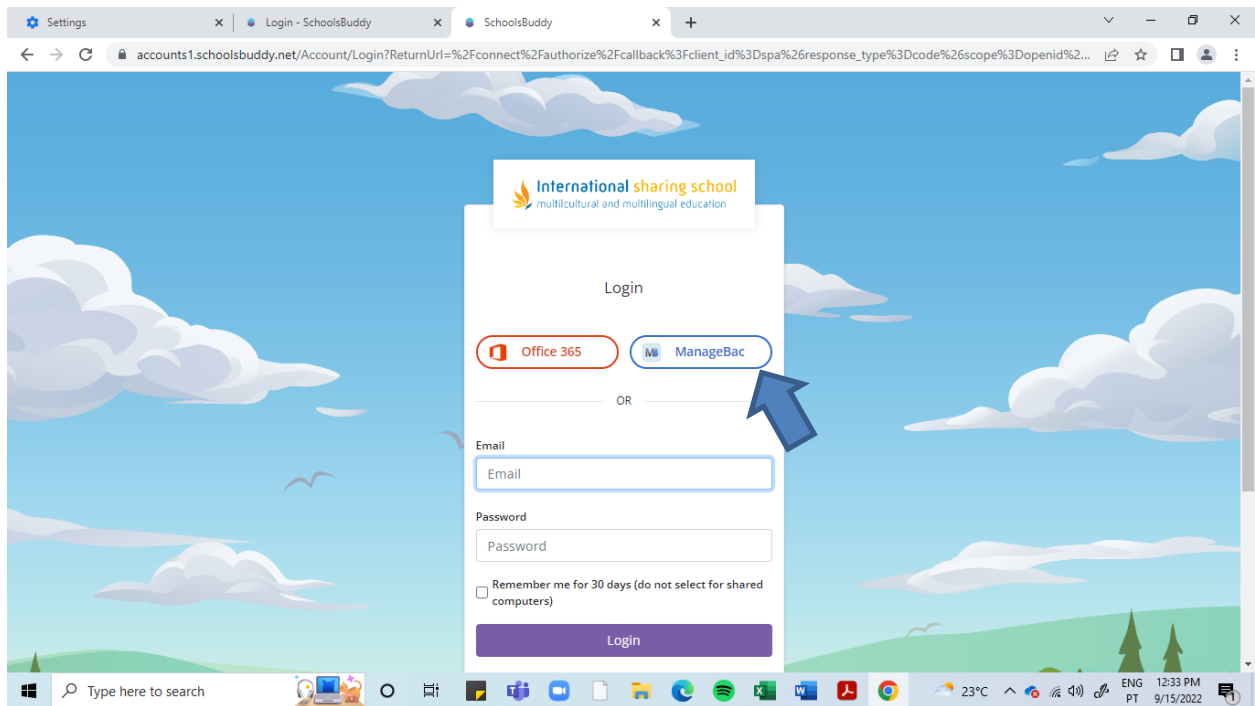 Settings
Login - SchoolsBuddy
SchoolsBuddy
accounts1.schoolsbuddy.net/Account/Login?ReturnUrl=%2Fconnect%2Fauthorize%2Fcallback%3Fclient_id%3Dspa%26response_type%3Dcode%26scope%3Dopenid%2...
International sharing school
multilcultural and multilingual education
Login
Office 365
MB ManageBac
OR
Email
Email
Password
Password
Remember me for 30 days (do not select for shared
computers)
Login
Type here to search
23°C
ENG
PT
12:33 PM
9/15/2022
1